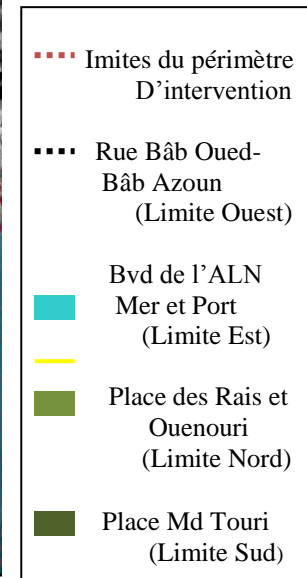 Imites du périmètre
D'intervention
Rue Bâb Oued-
Bâb Azoun
(Limite Ouest)
Bvd de l'ALN
Mer et Port
(Limite Est)
Place des Rais et
Ouenouri
(Limite Nord)
Place Md Touri
(Limite Sud)